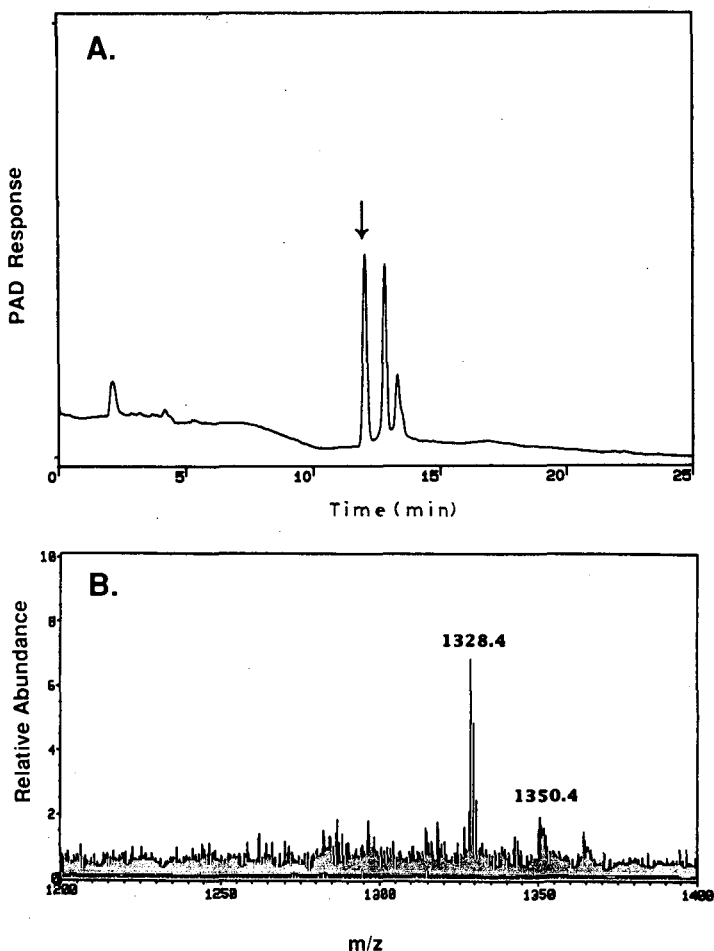 A.
PAD Response
0 5 10 15 20 25
Time (min)
B.
Relative Abundance
10
8
6
4
2
0
1328.4
1350.4
1200 1250 1300 1350 1400
m/z